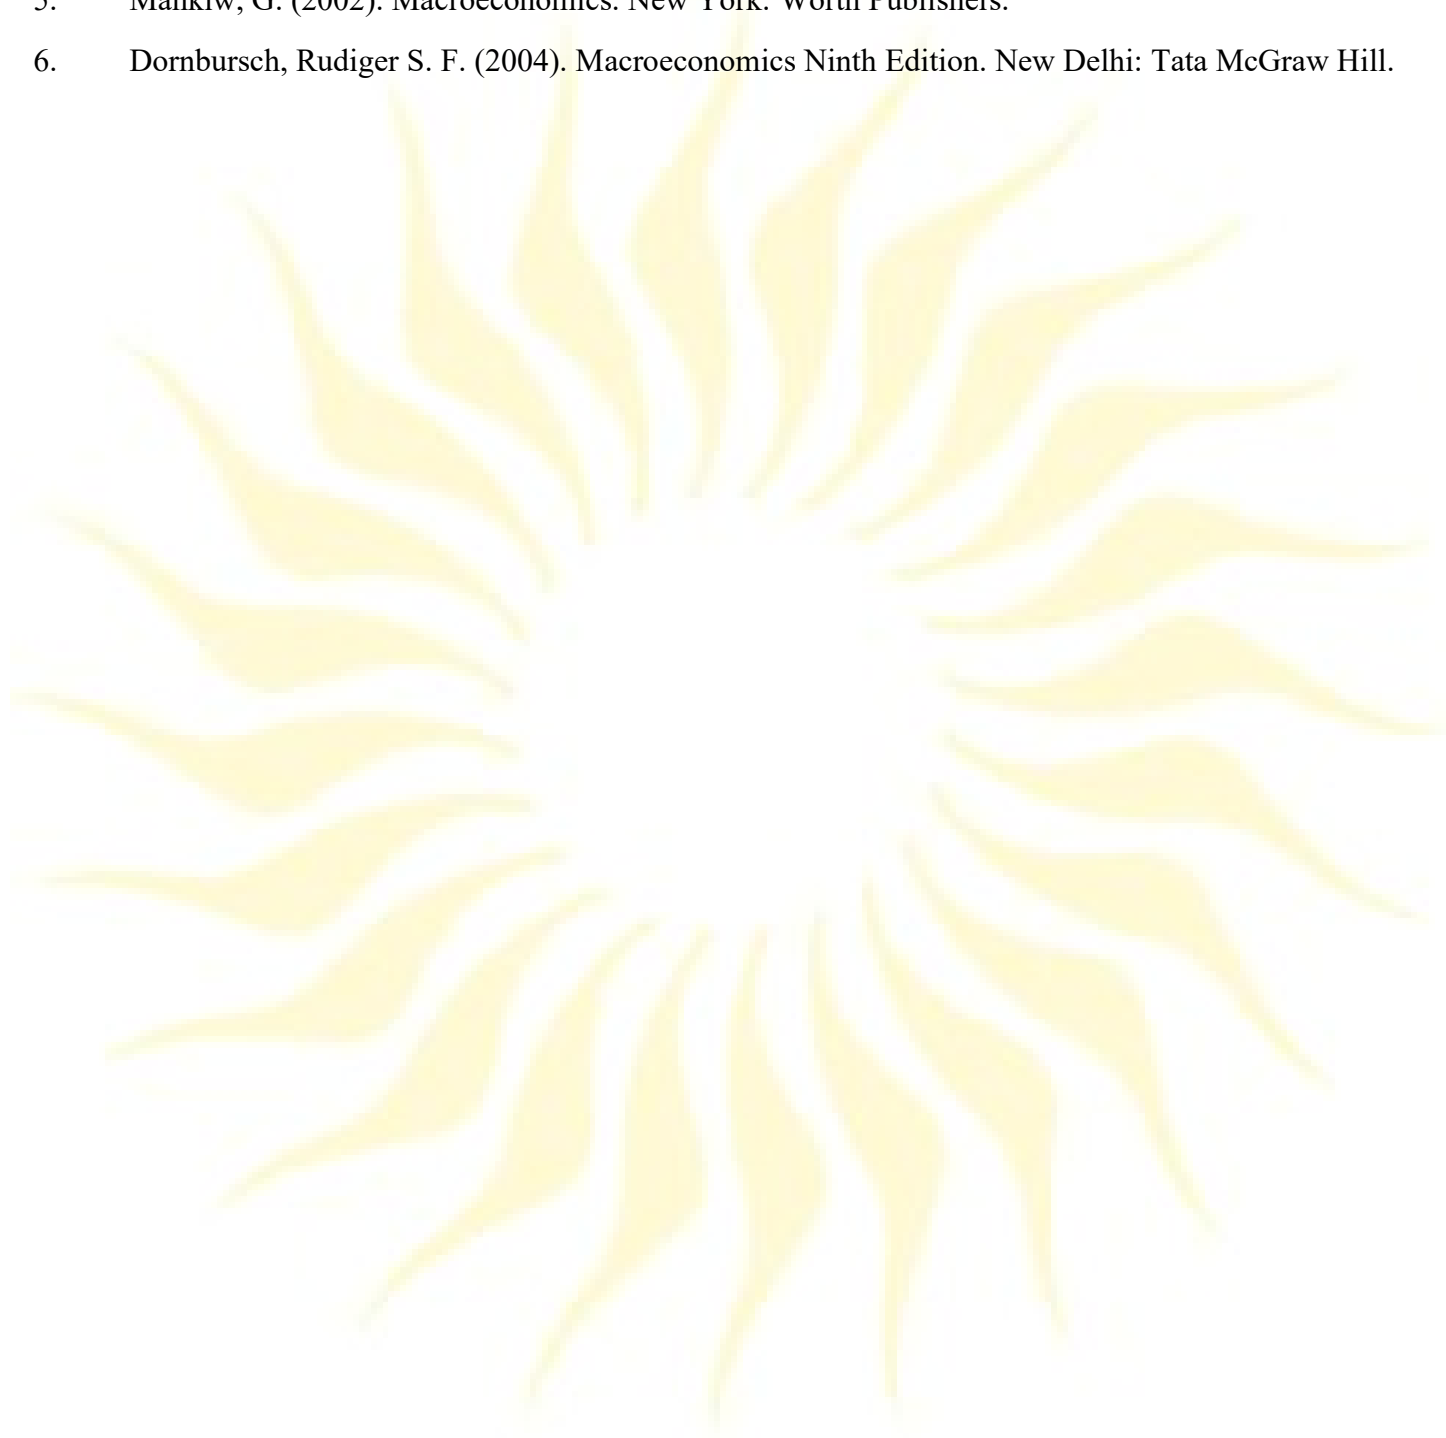 5. Mankiw, G. (2002). Macroeconomics. New York: Worth Publishers.
6. Dornbursch, Rudiger S. F. (2004). Macroeconomics Ninth Edition. New Delhi: Tata McGraw Hill.